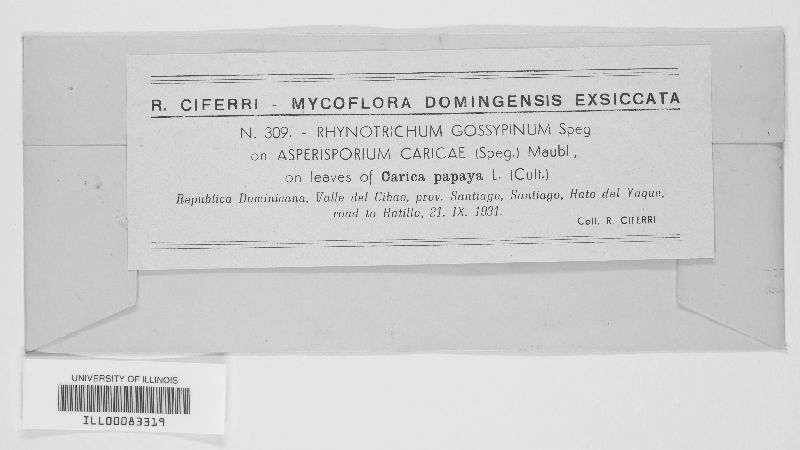 R. CIFERRI - MYCOFLORA DOMINGENSIS EXSICCATA
N. 309. - RHYNOTRICHUM GOSSYPINUM Speg
on ASPERISPORIUM CARICAE (Speg.) Maubl.,
on leaves of Carica papaya L. (Cult.)
Republica Dominicana, Valle del Cibao, prov. Santiago, Santiago, Hato del Yaque,
road to Hatillo, 21. IX. 1931.
Coll. R. CIFERRI
UNIVERSITY OF ILLINOIS
ILL00083319